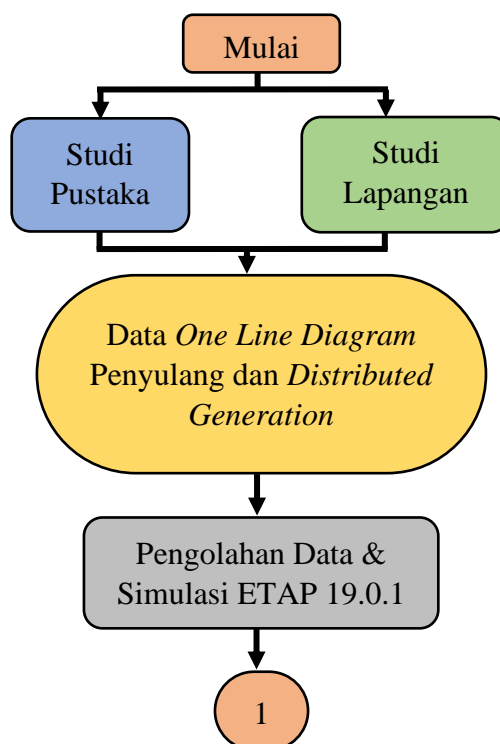 Mulai
Studi
Pustaka
Studi
Lapangan
Data One Line Diagram
Penyulang dan Distributed
Generation
Pengolahan Data &
Simulasi ETAP 19.0.1
1